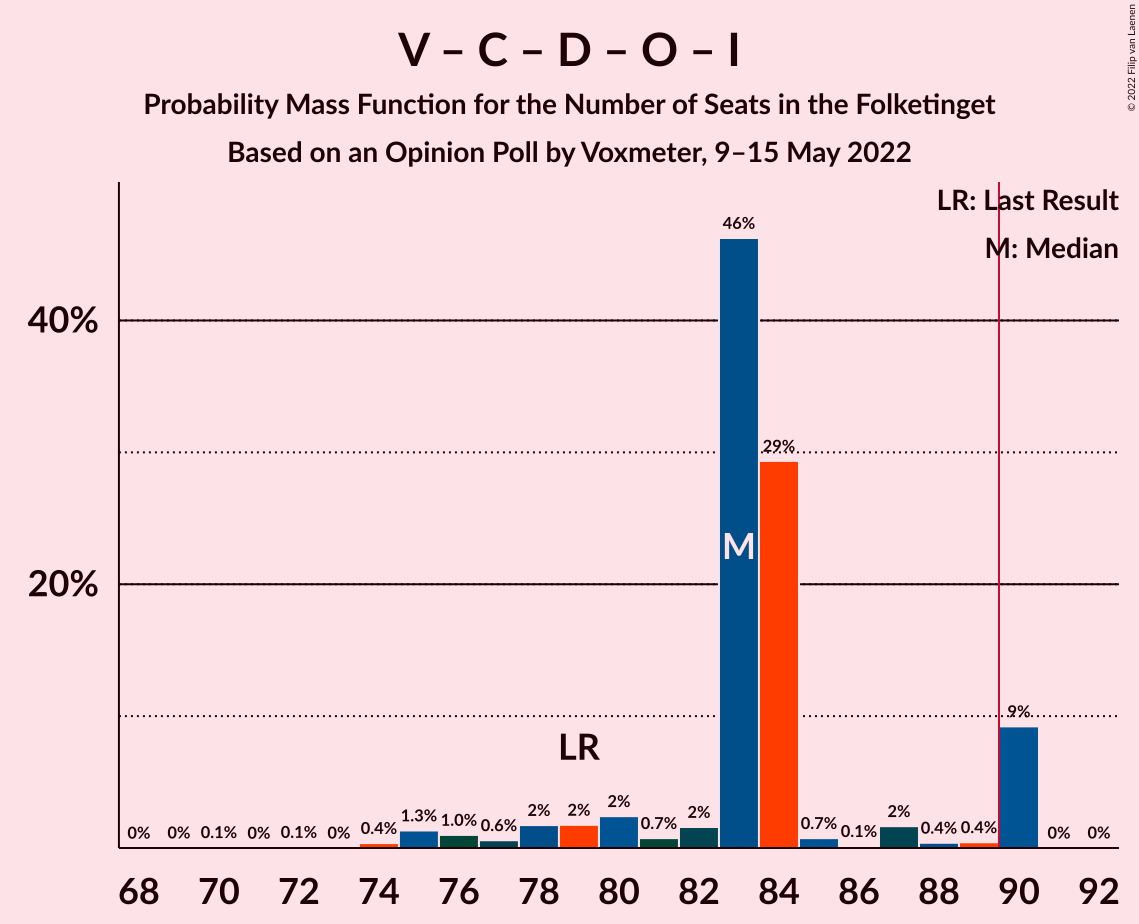 V – C – D – O – I
Probability Mass Function for the Number of Seats in the Folketinget
Based on an Opinion Poll by Voxmeter, 9–15 May 2022
© 2022 Filip van Laenen
LR: Last Result
M: Median
40%
20%
0% 0% 0.1% 0% 0.1% 0% 0.4% 1.3% 1.0% 0.6% 2% 2% 2% 0.7% 2% 46% 29% 0.7% 0.1% 2% 0.4% 0.4% 9% 0% 0%
M
LR
68 70 72 74 76 78 80 82 84 86 88 90 92